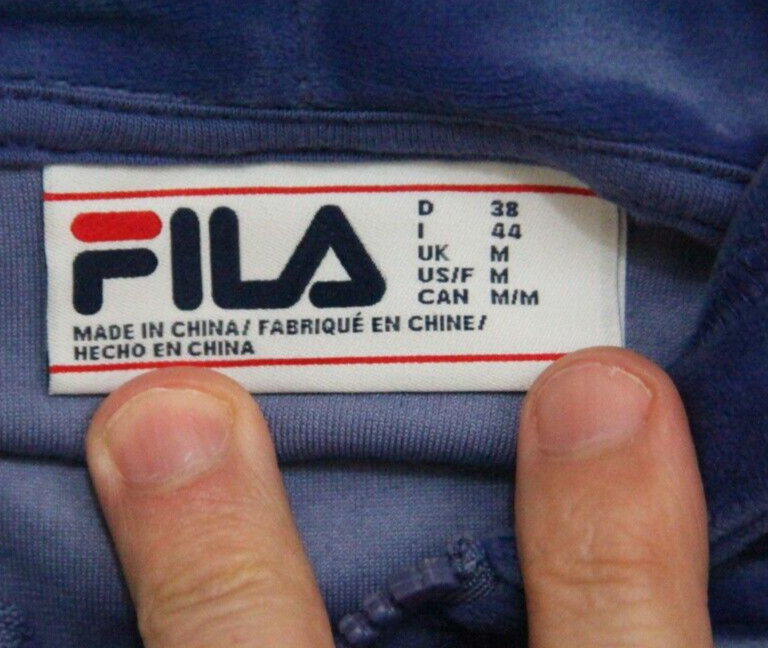 FILA
D 38
I 44
UK M
US/F M
CAN M/M
MADE IN CHINA/ FABRIQUÉ EN CHINE/
HECHO EN CHINA